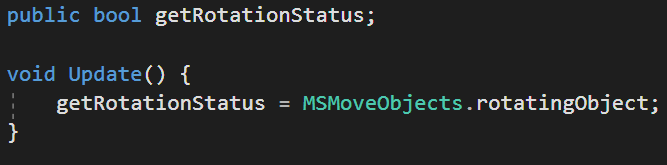 public bool getRotationStatus;
void Update() {
    getRotationStatus = MSMoveObjects.rotatingObject;
}